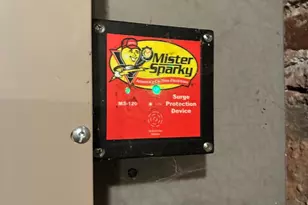 Mister
Sparky
MS-120
Surge
Protection
Device